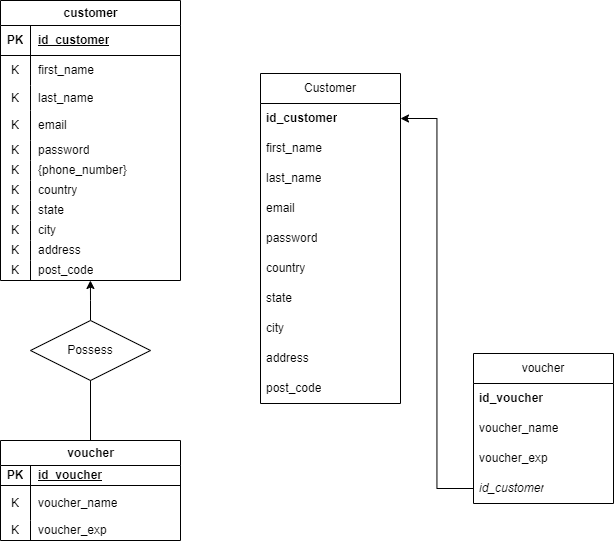 customer
PK id_customer
K first_name
K last_name
K email
K password
K {phone_number}
K country
K state
K city
K address
K post_code
Possess
voucher
PK id_voucher
K voucher_name
K voucher_exp
Customer
id_customer
first_name
last_name
email
password
country
state
city
address
post_code
voucher
id_voucher
voucher_name
voucher_exp
id_customer